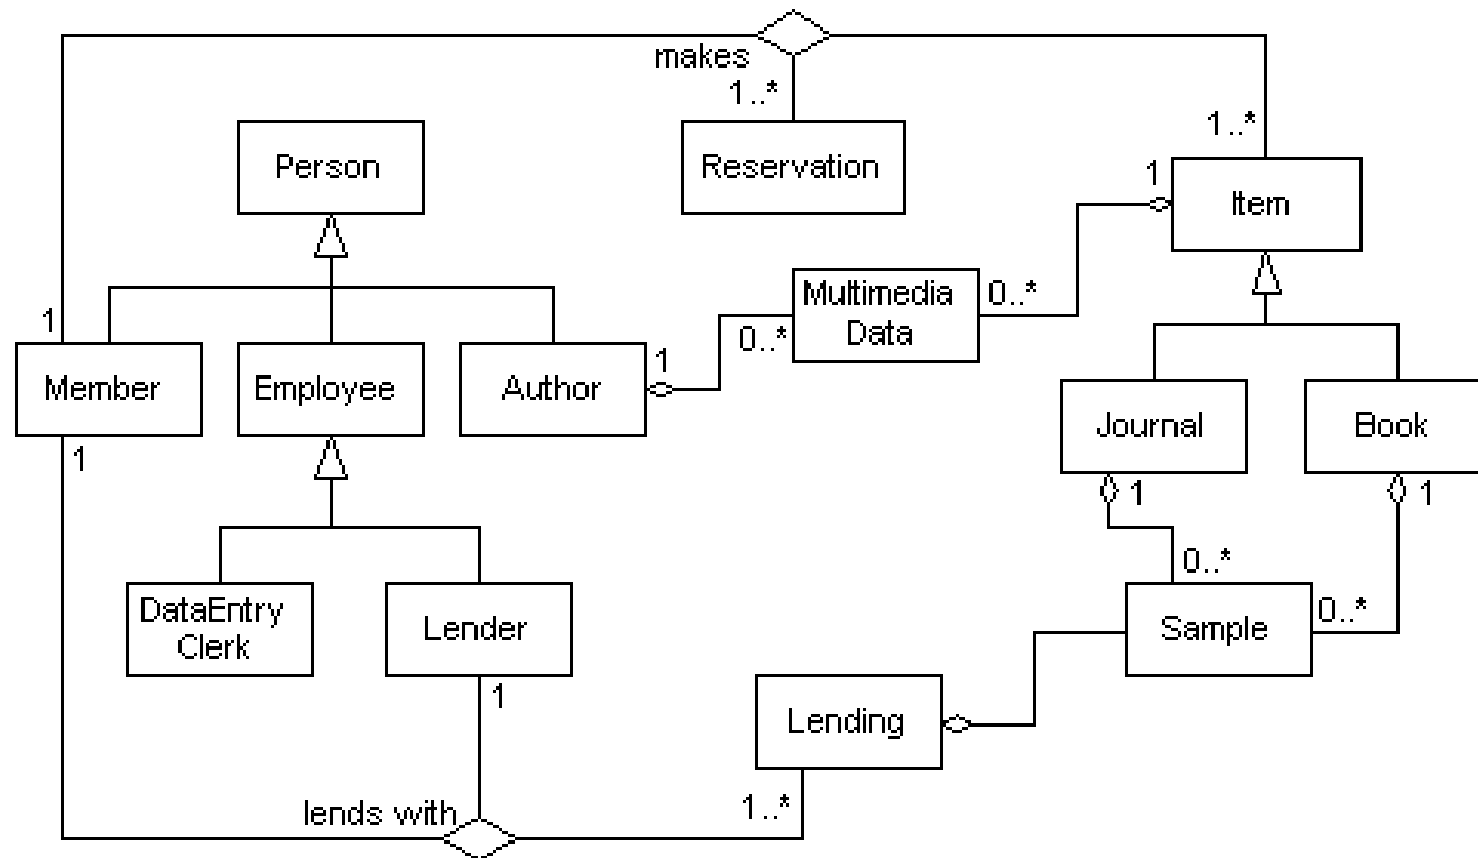 makes
1..*
1..*
Person
Reservation
1
Item
Multimedia
Data
0..*
0..*
1
1
Member
Employee
Author
1
Journal
Book
1
1
1
0..*
DataEntry
Clerk
Lender
Sample
0..*
1
Lending
lends with
1..*